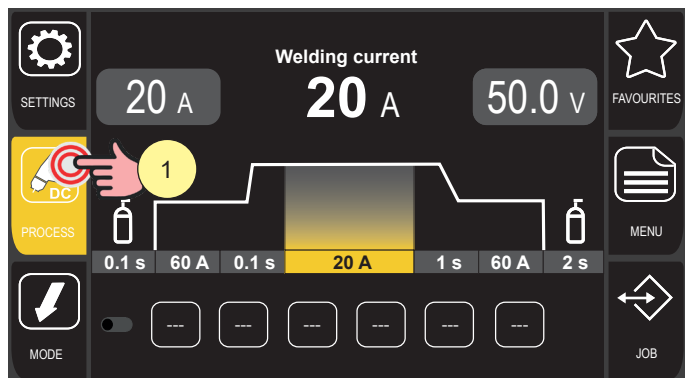 SETTINGS
Welding current
20 A
20 A
50.0 V
FAVOURITES
DC
PROCESS
1
MENU
0.1 s 60 A 0.1 s 20 A 1 s 60 A 2 s
--- --- --- --- --- ---
MODE
JOB